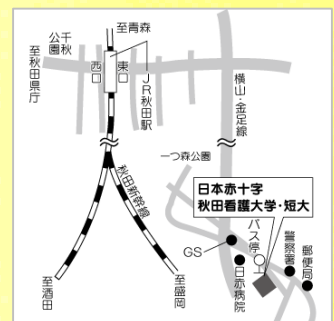 至青森
千秋
公園
至秋田県庁
西口
東口
JR秋田駅
横山・金足線
一つ森公園
秋田新幹線
日本赤十字
秋田看護大学・短大
バス停
GS
日赤病院
警察署
郵便局
至酒田
至盛岡